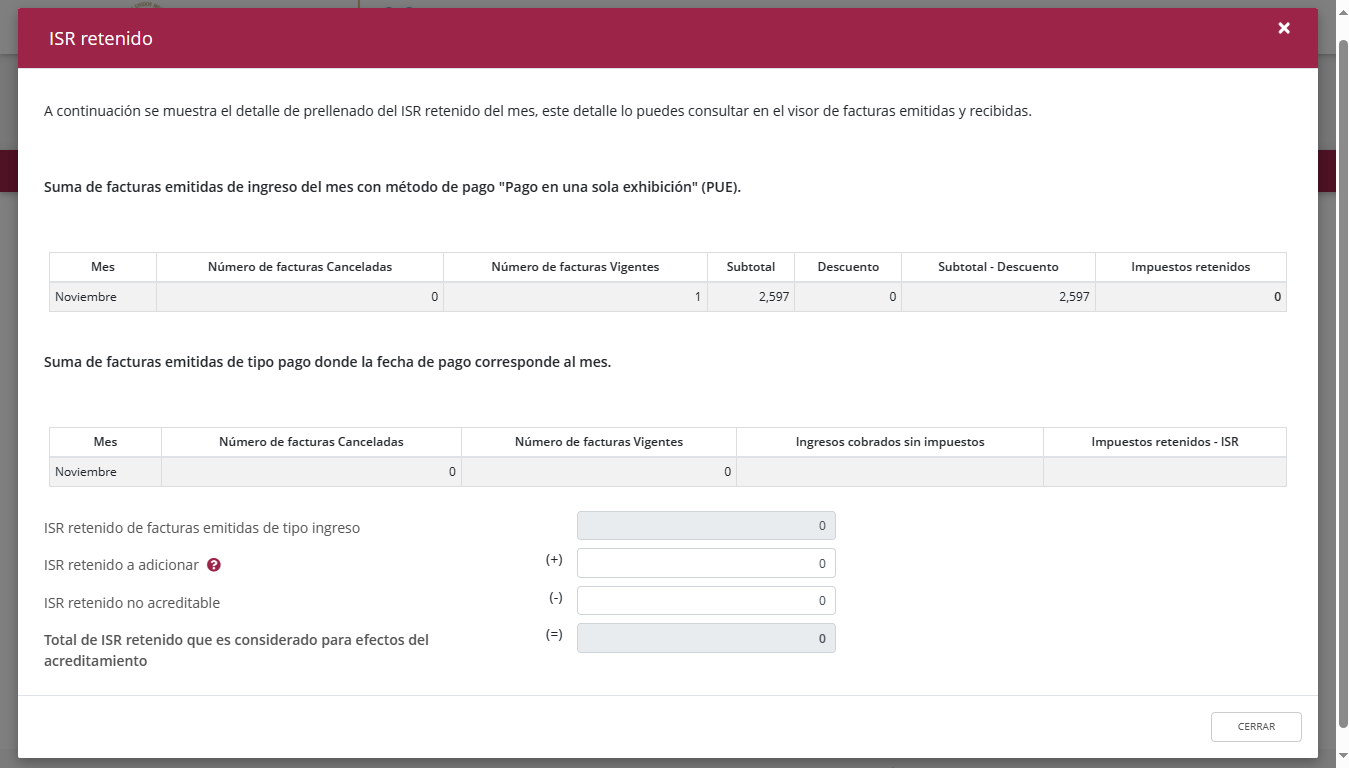 ISR retenido
A continuación se muestra el detalle de prellenado del ISR retenido del mes, este detalle lo puedes consultar en el visor de facturas emitidas y recibidas.
Suma de facturas emitidas de ingreso del mes con método de pago "Pago en una sola exhibición" (PUE).
Mes Número de facturas Canceladas Número de facturas Vigentes Subtotal Descuento Subtotal - Descuento Impuestos retenidos
Noviembre 0 1 2,597 0 2,597 0
Suma de facturas emitidas de tipo pago donde la fecha de pago corresponde al mes.
Mes Número de facturas Canceladas Número de facturas Vigentes Ingresos cobrados sin impuestos Impuestos retenidos - ISR
Noviembre 0 0
ISR retenido de facturas emitidas de tipo ingreso 0
ISR retenido a adicionar ? (+) 0
ISR retenido no acreditable (-) 0
Total de ISR retenido que es considerado para efectos del (=) 0
acreditamiento
CERRAR